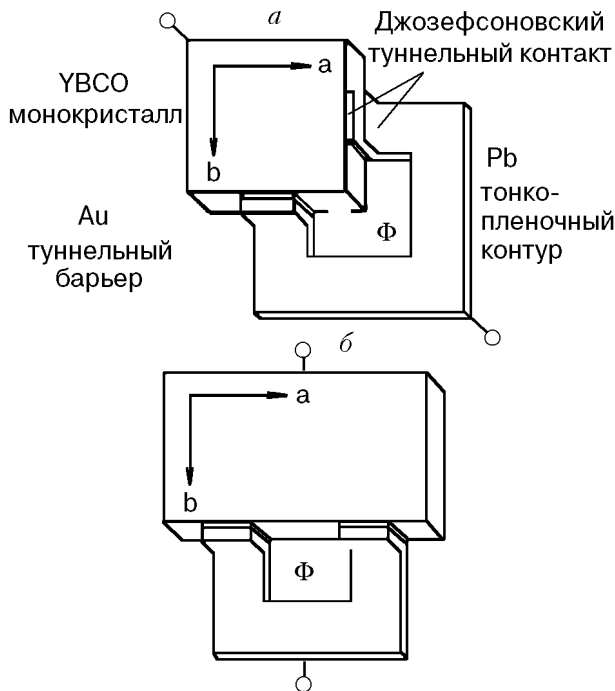 а
Джозефсоновский
туннельный контакт
YBCO
монокристалл
a
b
Au
туннельный
барьер
Pb
тонко-
пленочный
контур
Ф
б
a
b
Ф